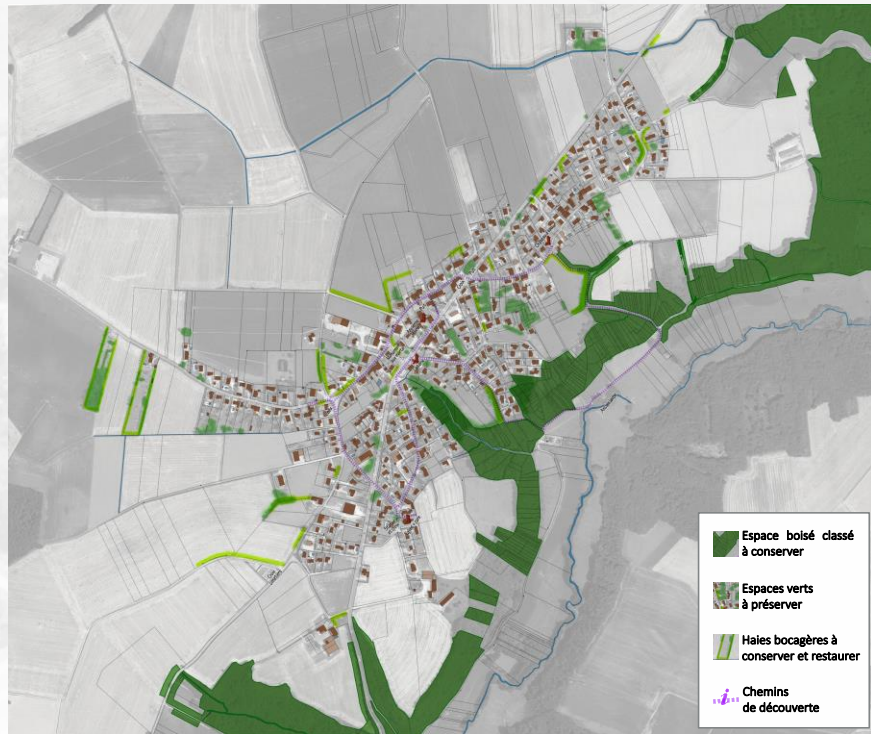 Espace boisé classé
à conserver
Espaces verts
à préserver
Haies bocagères à
conserver et restaurer
Chemins
de découverte